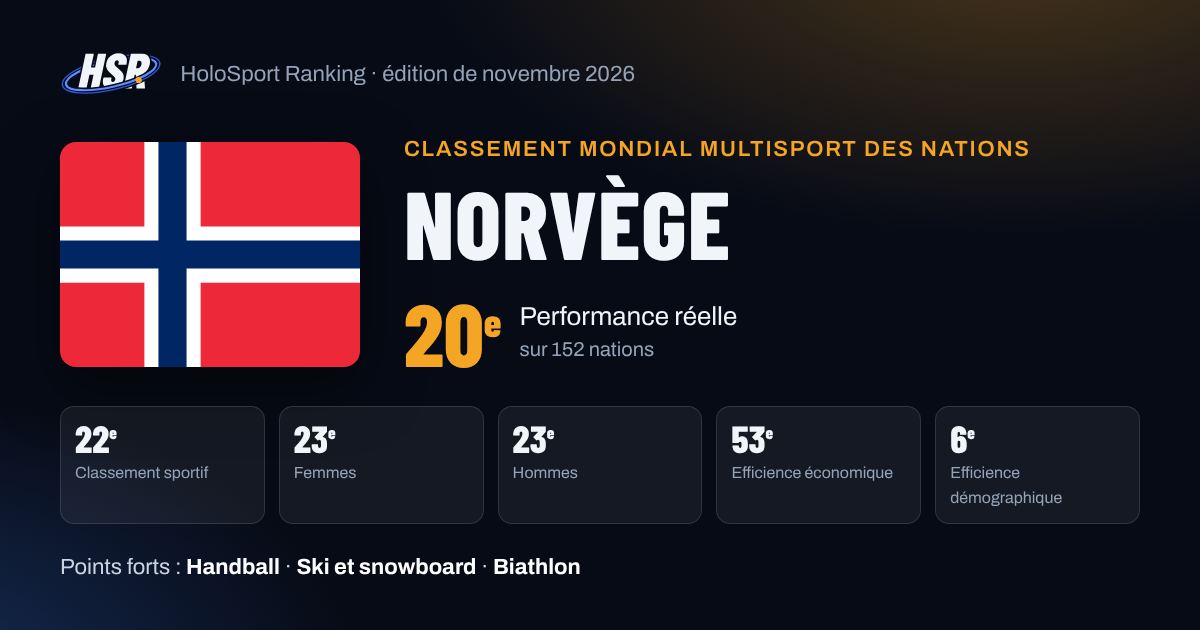 HSR HoloSport Ranking · édition de novembre 2026
CLASSEMENT MONDIAL MULTISPORT DES NATIONS
NORVÈGE
20e Performance réelle
sur 152 nations
22e
Classement sportif
23e
Femmes
23e
Hommes
53e
Efficience économique
6e
Efficience
démographique
Points forts : Handball · Ski et snowboard · Biathlon